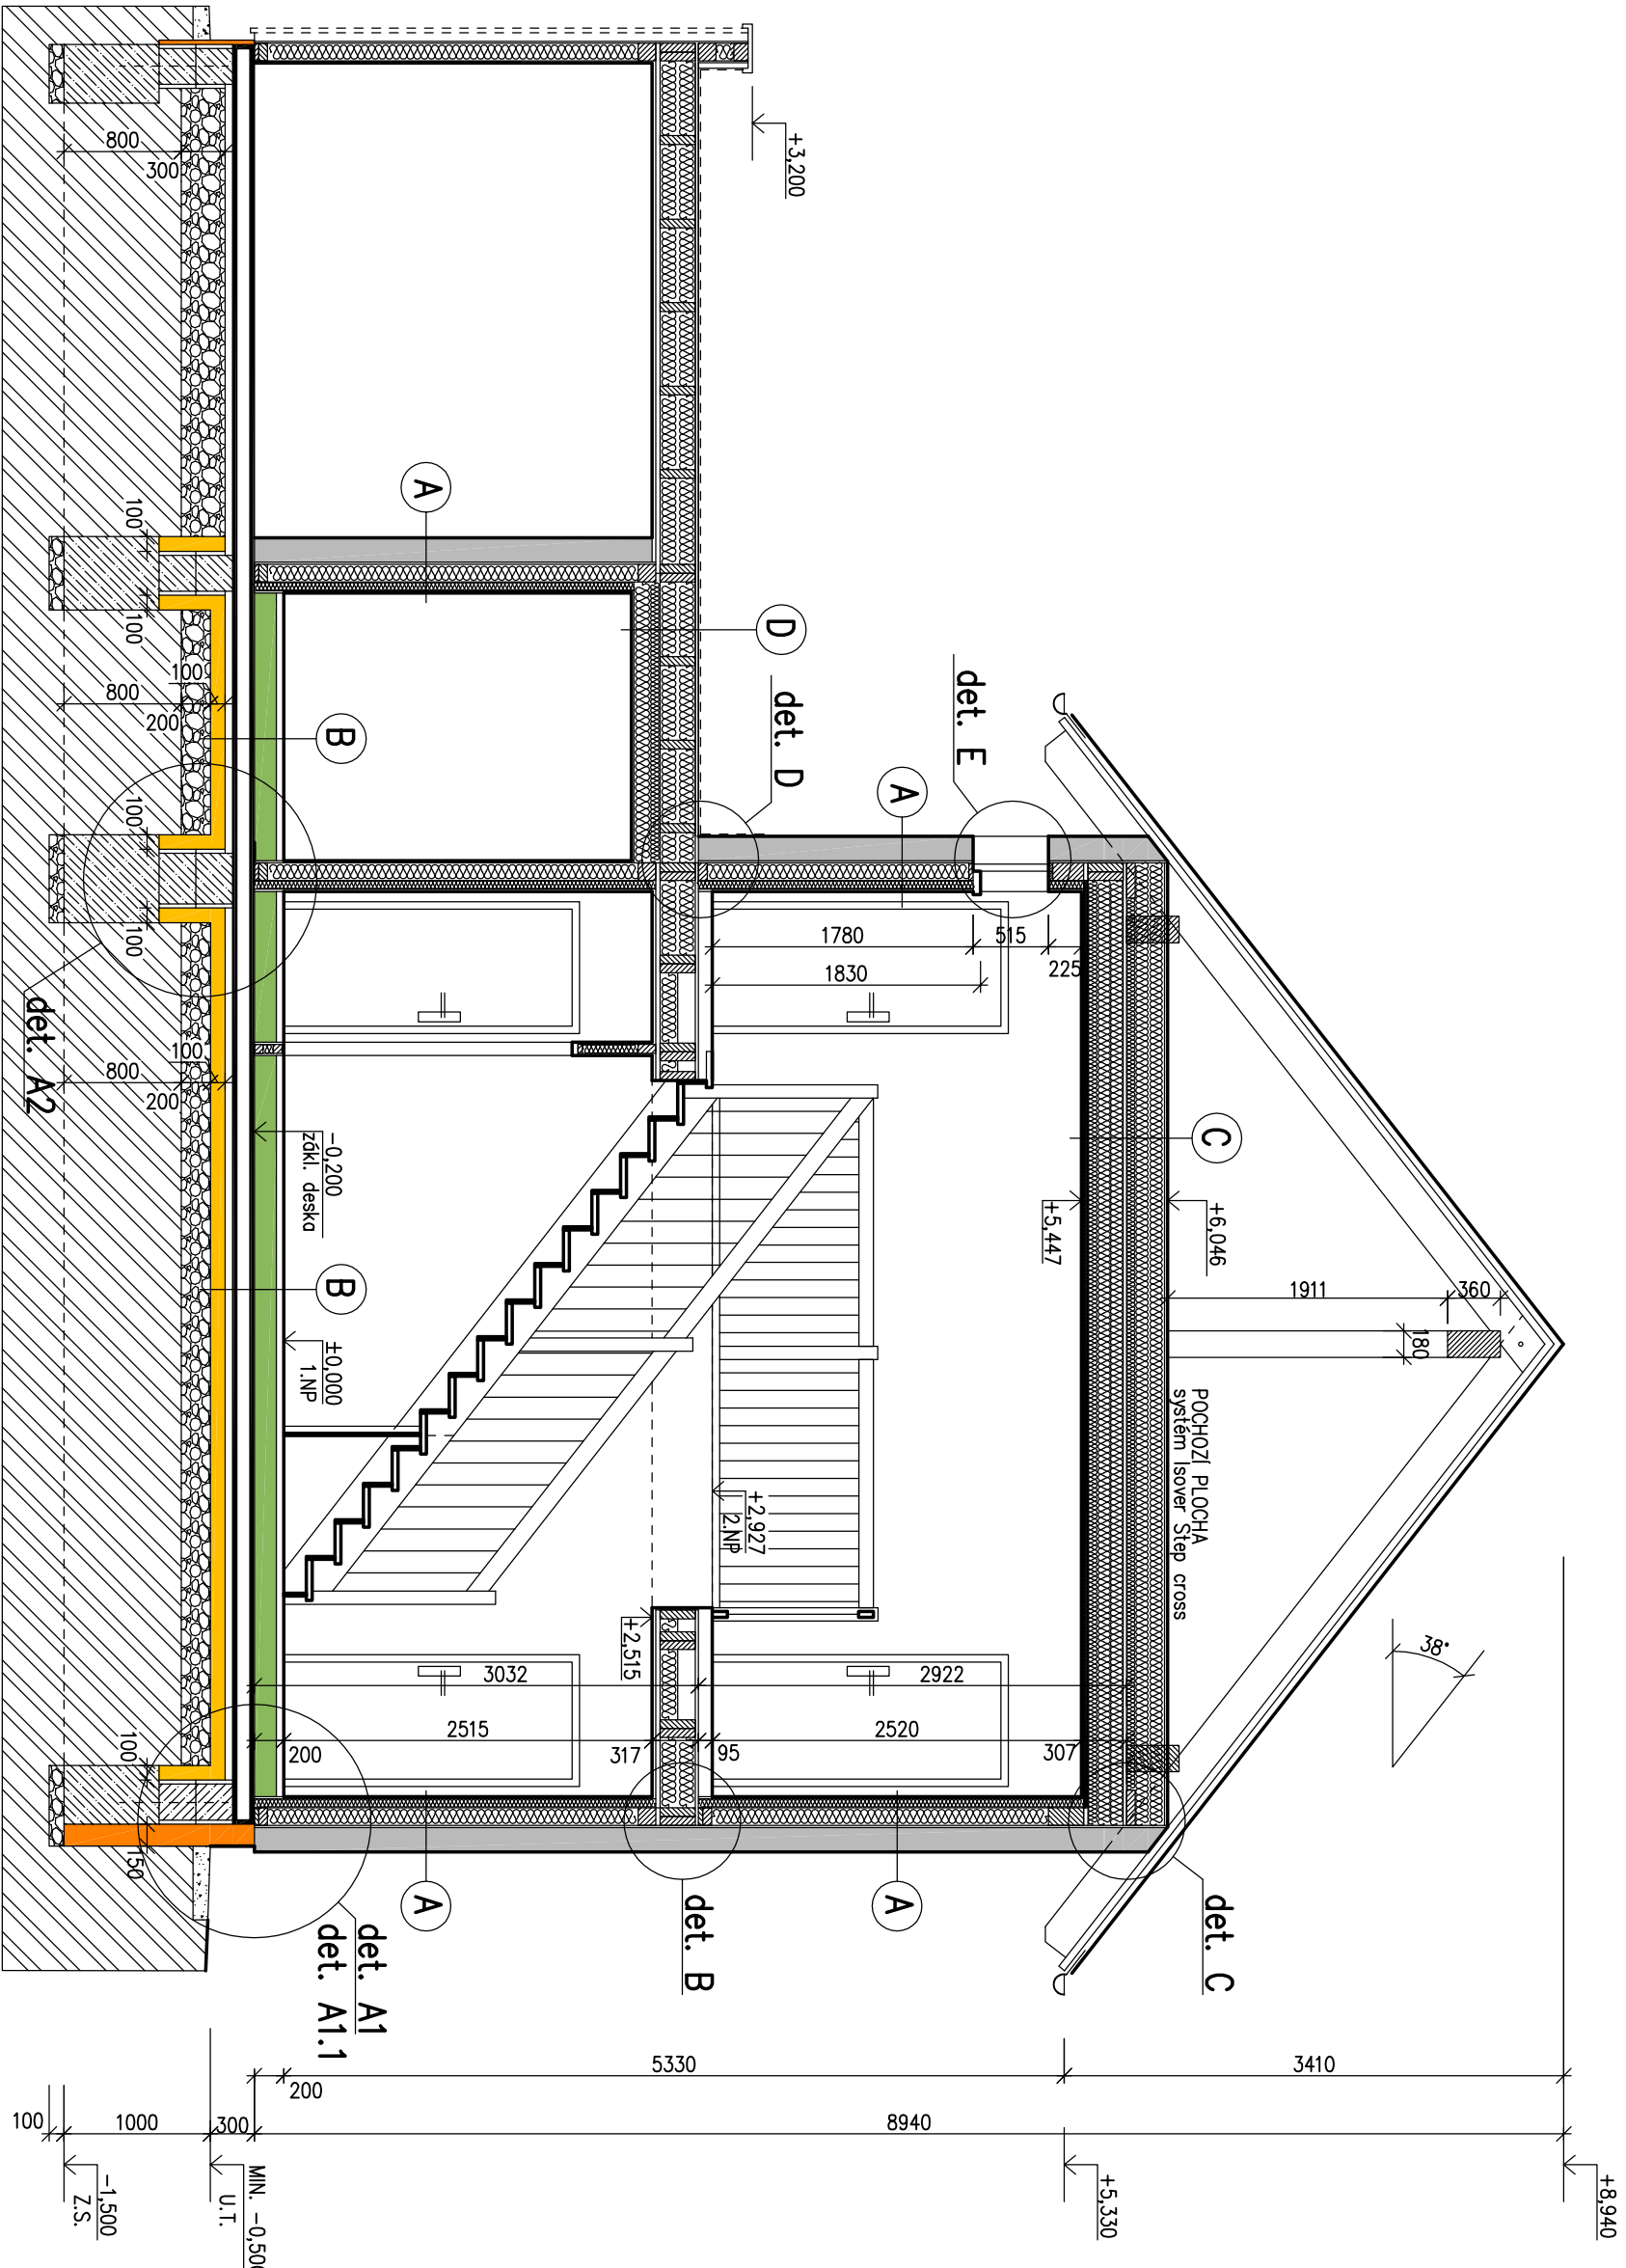 +8,940
+5,330
MIN. -0,500
U.T.
-1,500
Z.S.
3410
5330
200
8940
300
1000
100
38°
360
1911
180
POCHOZÍ PLOCHA
systém Isover Step cross
+6,046
+5,447
C
det. C
det. E
A
det. D
D
+3,200
515
1780
1830
225
2922
2520
307
A
+2,927
2.NP
+2,515
95
317
det. B
3032
2515
200
A
A
B
B
±0,000
1.NP
-0,200
zákl. deska
det. A1
det. A1.1
det. A2
800
300
100
100
100
800
200
100
100
100
800
200
100
150